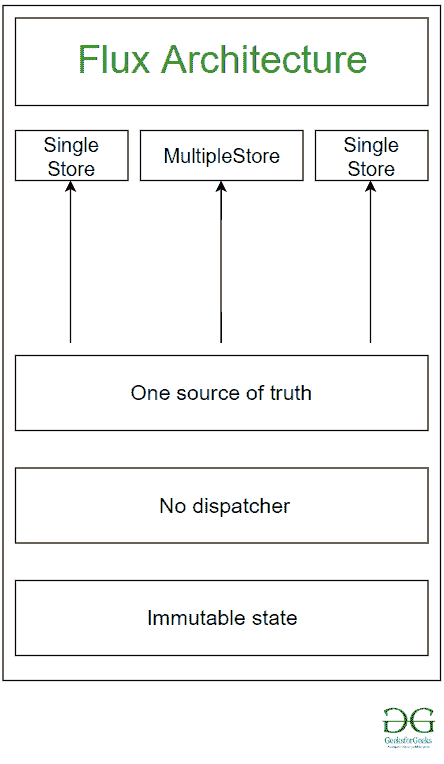 Flux Architecture
Single
Store
MultipleStore
Single
Store
One source of truth
No dispatcher
Immutable state
GeeksforGeeks